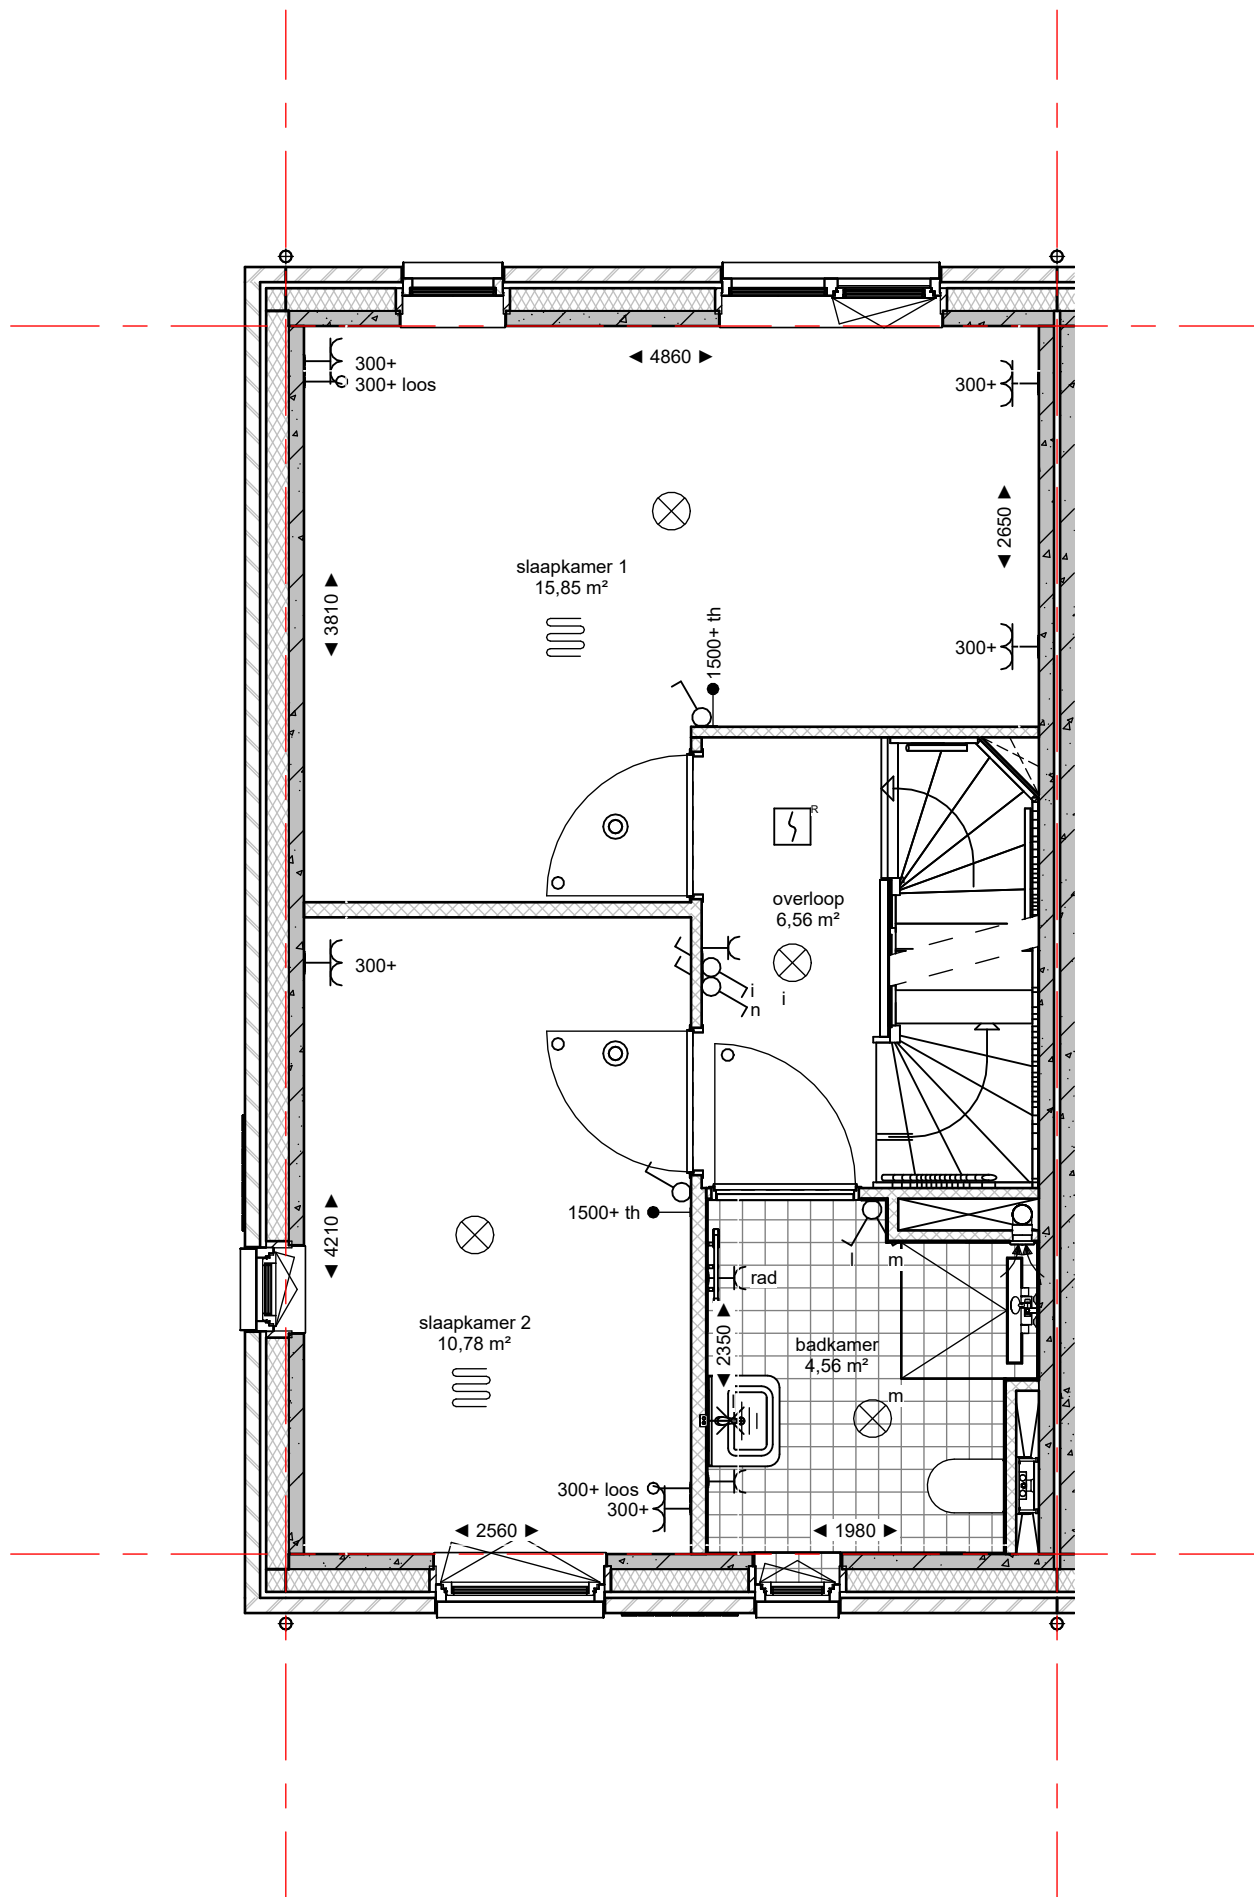 300+
300+ loos
◄ 4860 ►
300+
◄ 2650 ►
slaapkamer 1
15,85 m²
◄ 3810 ►
1500+ th
300+
R
overloop
6,56 m²
300+
i
i
n
1500+ th
◄ 4210 ►
l
m
rad
slaapkamer 2
10,78 m²
◄ 2350 ►
badkamer
4,56 m²
m
300+ loos
300+
◄ 2560 ►
◄ 1980 ►